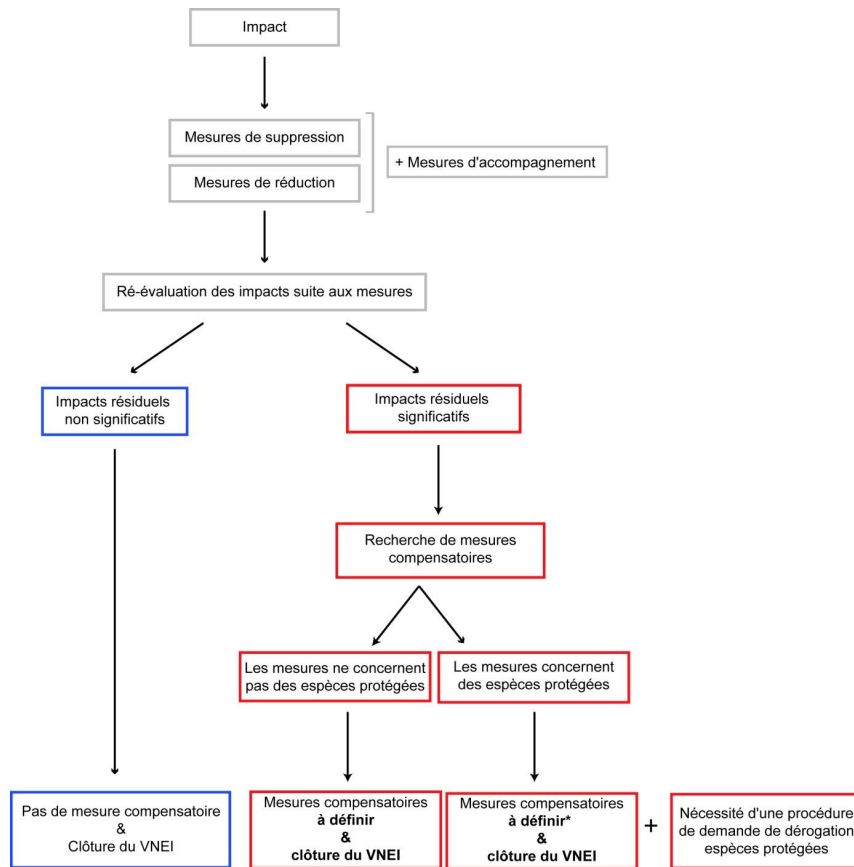 Impact
Mesures de suppression
+ Mesures d'accompagnement
Mesures de réduction
Ré-évaluation des impacts suite aux mesures
Impacts résiduels
non significatifs
Impacts résiduels
significatifs
Recherche de mesures
compensatoires
Les mesures ne concernent
pas des espèces protégées
Les mesures concernent
des espèces protégées
Pas de mesure compensatoire
&
Clôture du VNEI
Mesures compensatoires
à définir
&
clôture du VNEI
Mesures compensatoires
à définir*
&
clôture du VNEI
+
Nécessité d'une procédure
de demande de dérogation
espèces protégées